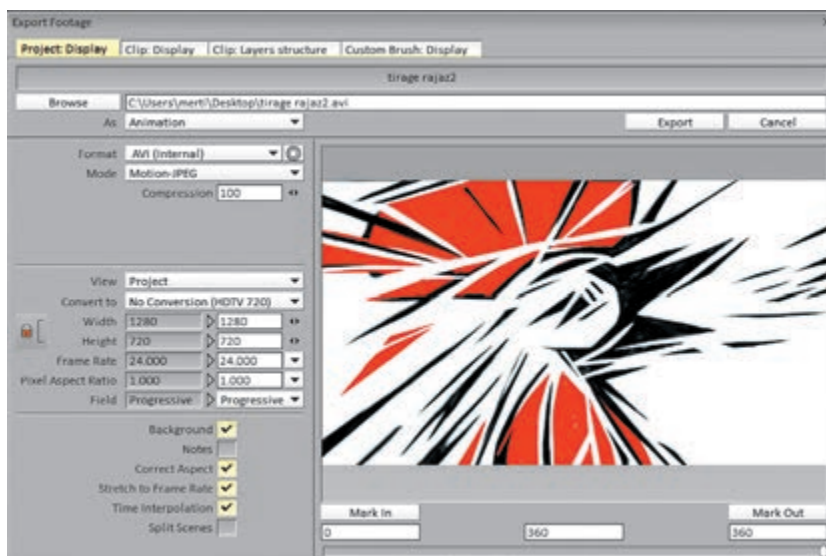 Export Footage
Project: Display Clip: Display Clip: Layers structure Custom Brush: Display
tirage rajaz2
Browse C:\Users\merti\Desktop\tirage rajaz2.avi
As Animation Export Cancel
Format AVI (Internal)
Mode Motion-JPEG
Compression 100
View Project
Convert to No Conversion (HDTV 720)
Width 1280 1280
Height 720 720
Frame Rate 24.000 24.000
Pixel Aspect Ratio 1.000 1.000
Field Progressive Progressive
Background
Notes
Correct Aspect
Stretch to Frame Rate
Time Interpolation
Split Scenes
Mark In Mark Out
0 360 360